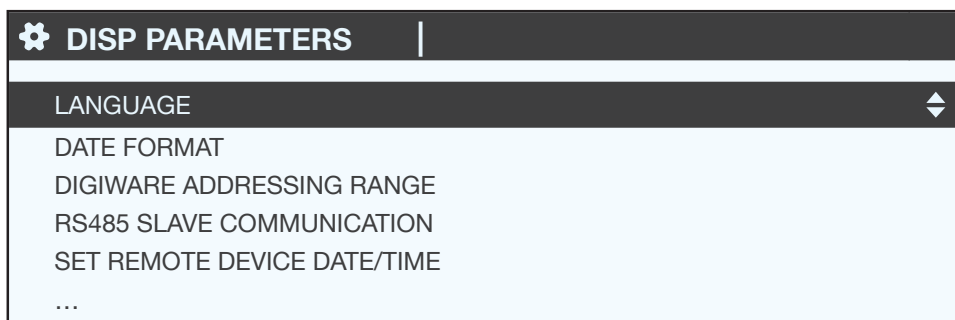 DISP PARAMETERS
LANGUAGE
DATE FORMAT
DIGIWARE ADDRESSING RANGE
RS485 SLAVE COMMUNICATION
SET REMOTE DEVICE DATE/TIME
…